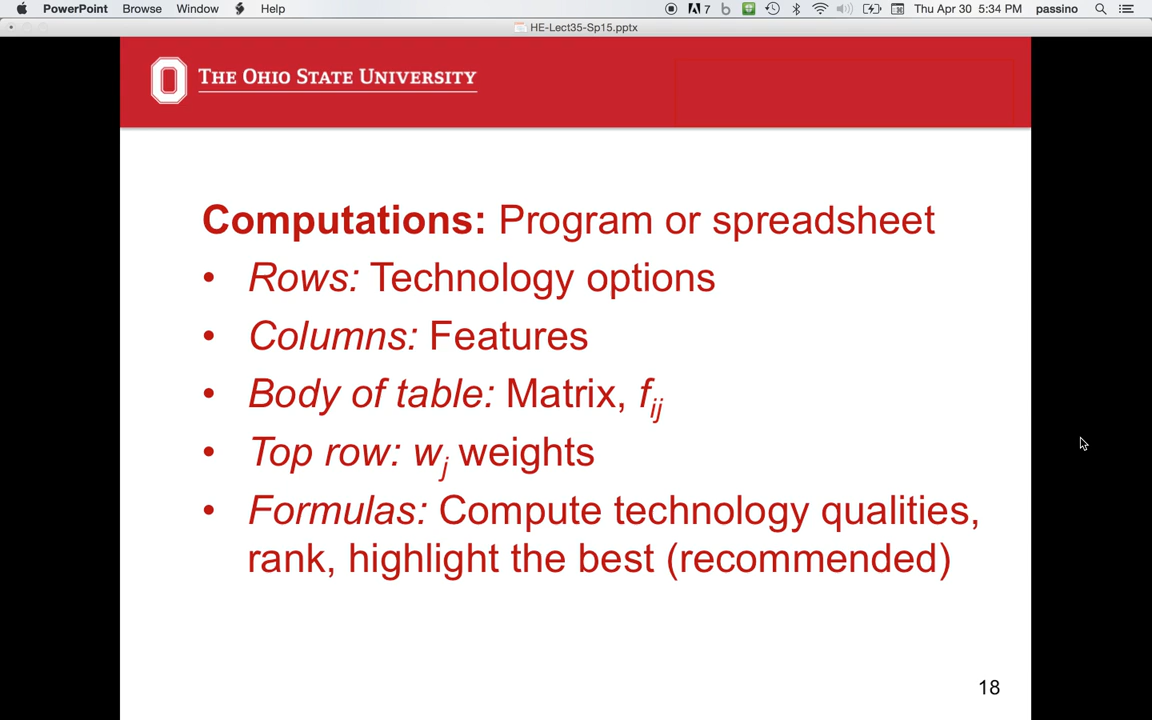 PowerPoint Browse Window Help 7 Thu Apr 30 5:34 PM passino
HE-Lect35-Sp15.pptx
THE OHIO STATE UNIVERSITY
Computations: Program or spreadsheet
• Rows: Technology options
• Columns: Features
• Body of table: Matrix, fij
• Top row: wj weights
• Formulas: Compute technology qualities,
rank, highlight the best (recommended)
18